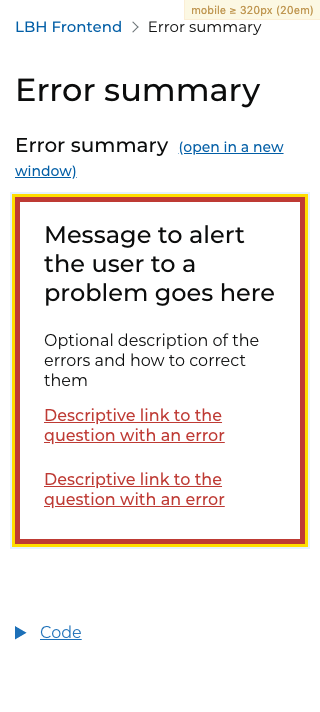 mobile ≥ 320px (20em)
LBH Frontend > Error summary
Error summary
Error summary (open in a new
window)
Message to alert
the user to a
problem goes here
Optional description of the
errors and how to correct
them
Descriptive link to the
question with an error
Descriptive link to the
question with an error
Code